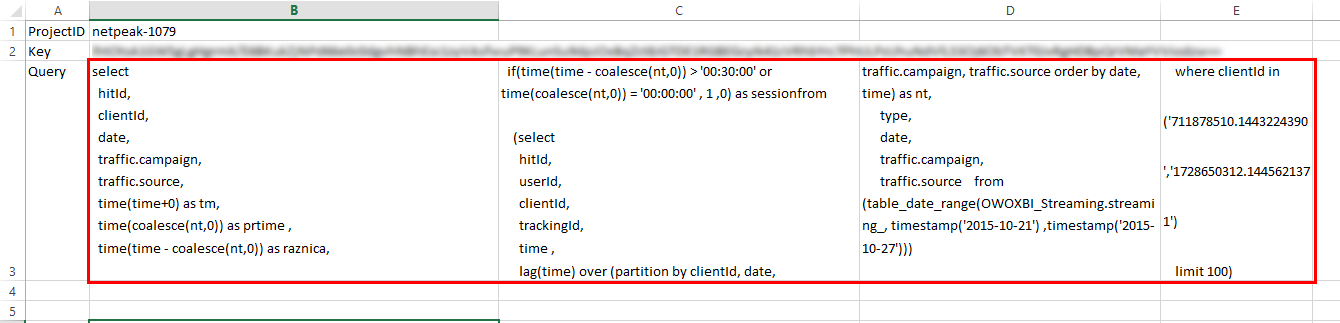 A B C D E
1 ProjectID netpeak-1079
2 Key
3 Query
select
hitId,
clientId,
date,
traffic.campaign,
traffic.source,
time(time+0) as tm,
time(coalesce(nt,0)) as prtime ,
time(time - coalesce(nt,0)) as raznica,
if(time(time - coalesce(nt,0)) > '00:30:00' or
time(coalesce(nt,0)) = '00:00:00' , 1 ,0) as sessionfrom
(select
hitId,
userId,
clientId,
trackingId,
time ,
lag(time) over (partition by clientId, date,
traffic.campaign, traffic.source order by date,
time) as nt,
type,
date,
traffic.campaign,
traffic.source from
(table_date_range(OWOXBI_Streaming.streami
ng_, timestamp('2015-10-21') ,timestamp('2015-
10-27')))
where clientId in
('711878510.1443224390
','1728650312.144562137
1')
limit 100)
4
5